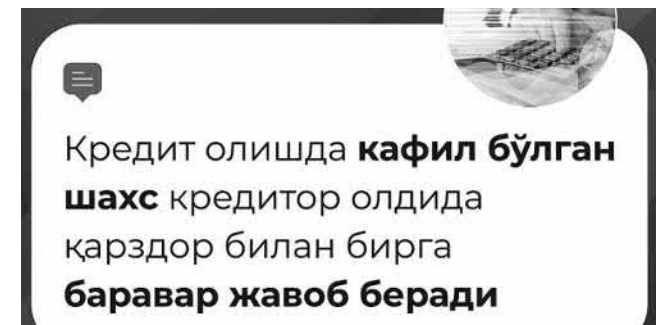 Кредит олишда кафил бўлган
шахс кредитор олдида
қарздор билан бирга
баравар жавоб беради